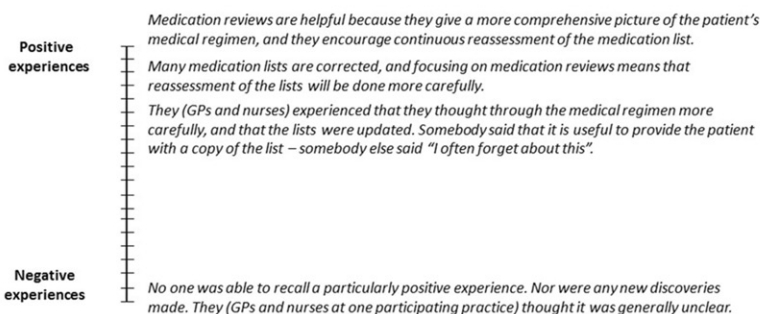 Medication reviews are helpful because they give a more comprehensive picture of the patient's
medical regimen, and they encourage continuous reassessment of the medication list.
Positive
experiences
Many medication lists are corrected, and focusing on medication reviews means that
reassessment of the lists will be done more carefully.
They (GPs and nurses) experienced that they thought through the medical regimen more
carefully, and that the lists were updated. Somebody said that it is useful to provide the patient
with a copy of the list – somebody else said "I often forget about this".
Negative
experiences
No one was able to recall a particularly positive experience. Nor were any new discoveries
made. They (GPs and nurses at one participating practice) thought it was generally unclear.